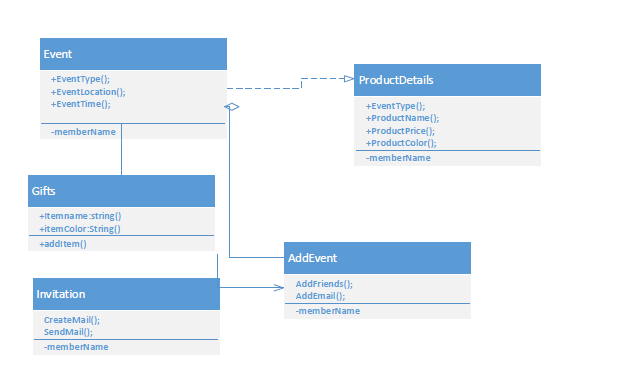 Event
+EventType();
+EventLocation();
+EventTime();
-memberName
ProductDetails
+EventType();
+ProductName();
+ProductPrice();
+ProductColor();
-memberName
Gifts
+Itemname:string()
+itemColor:String()
+addItem()
AddEvent
AddFriends();
AddEmail();
-memberName
Invitation
CreateMail();
SendMail();
-memberName